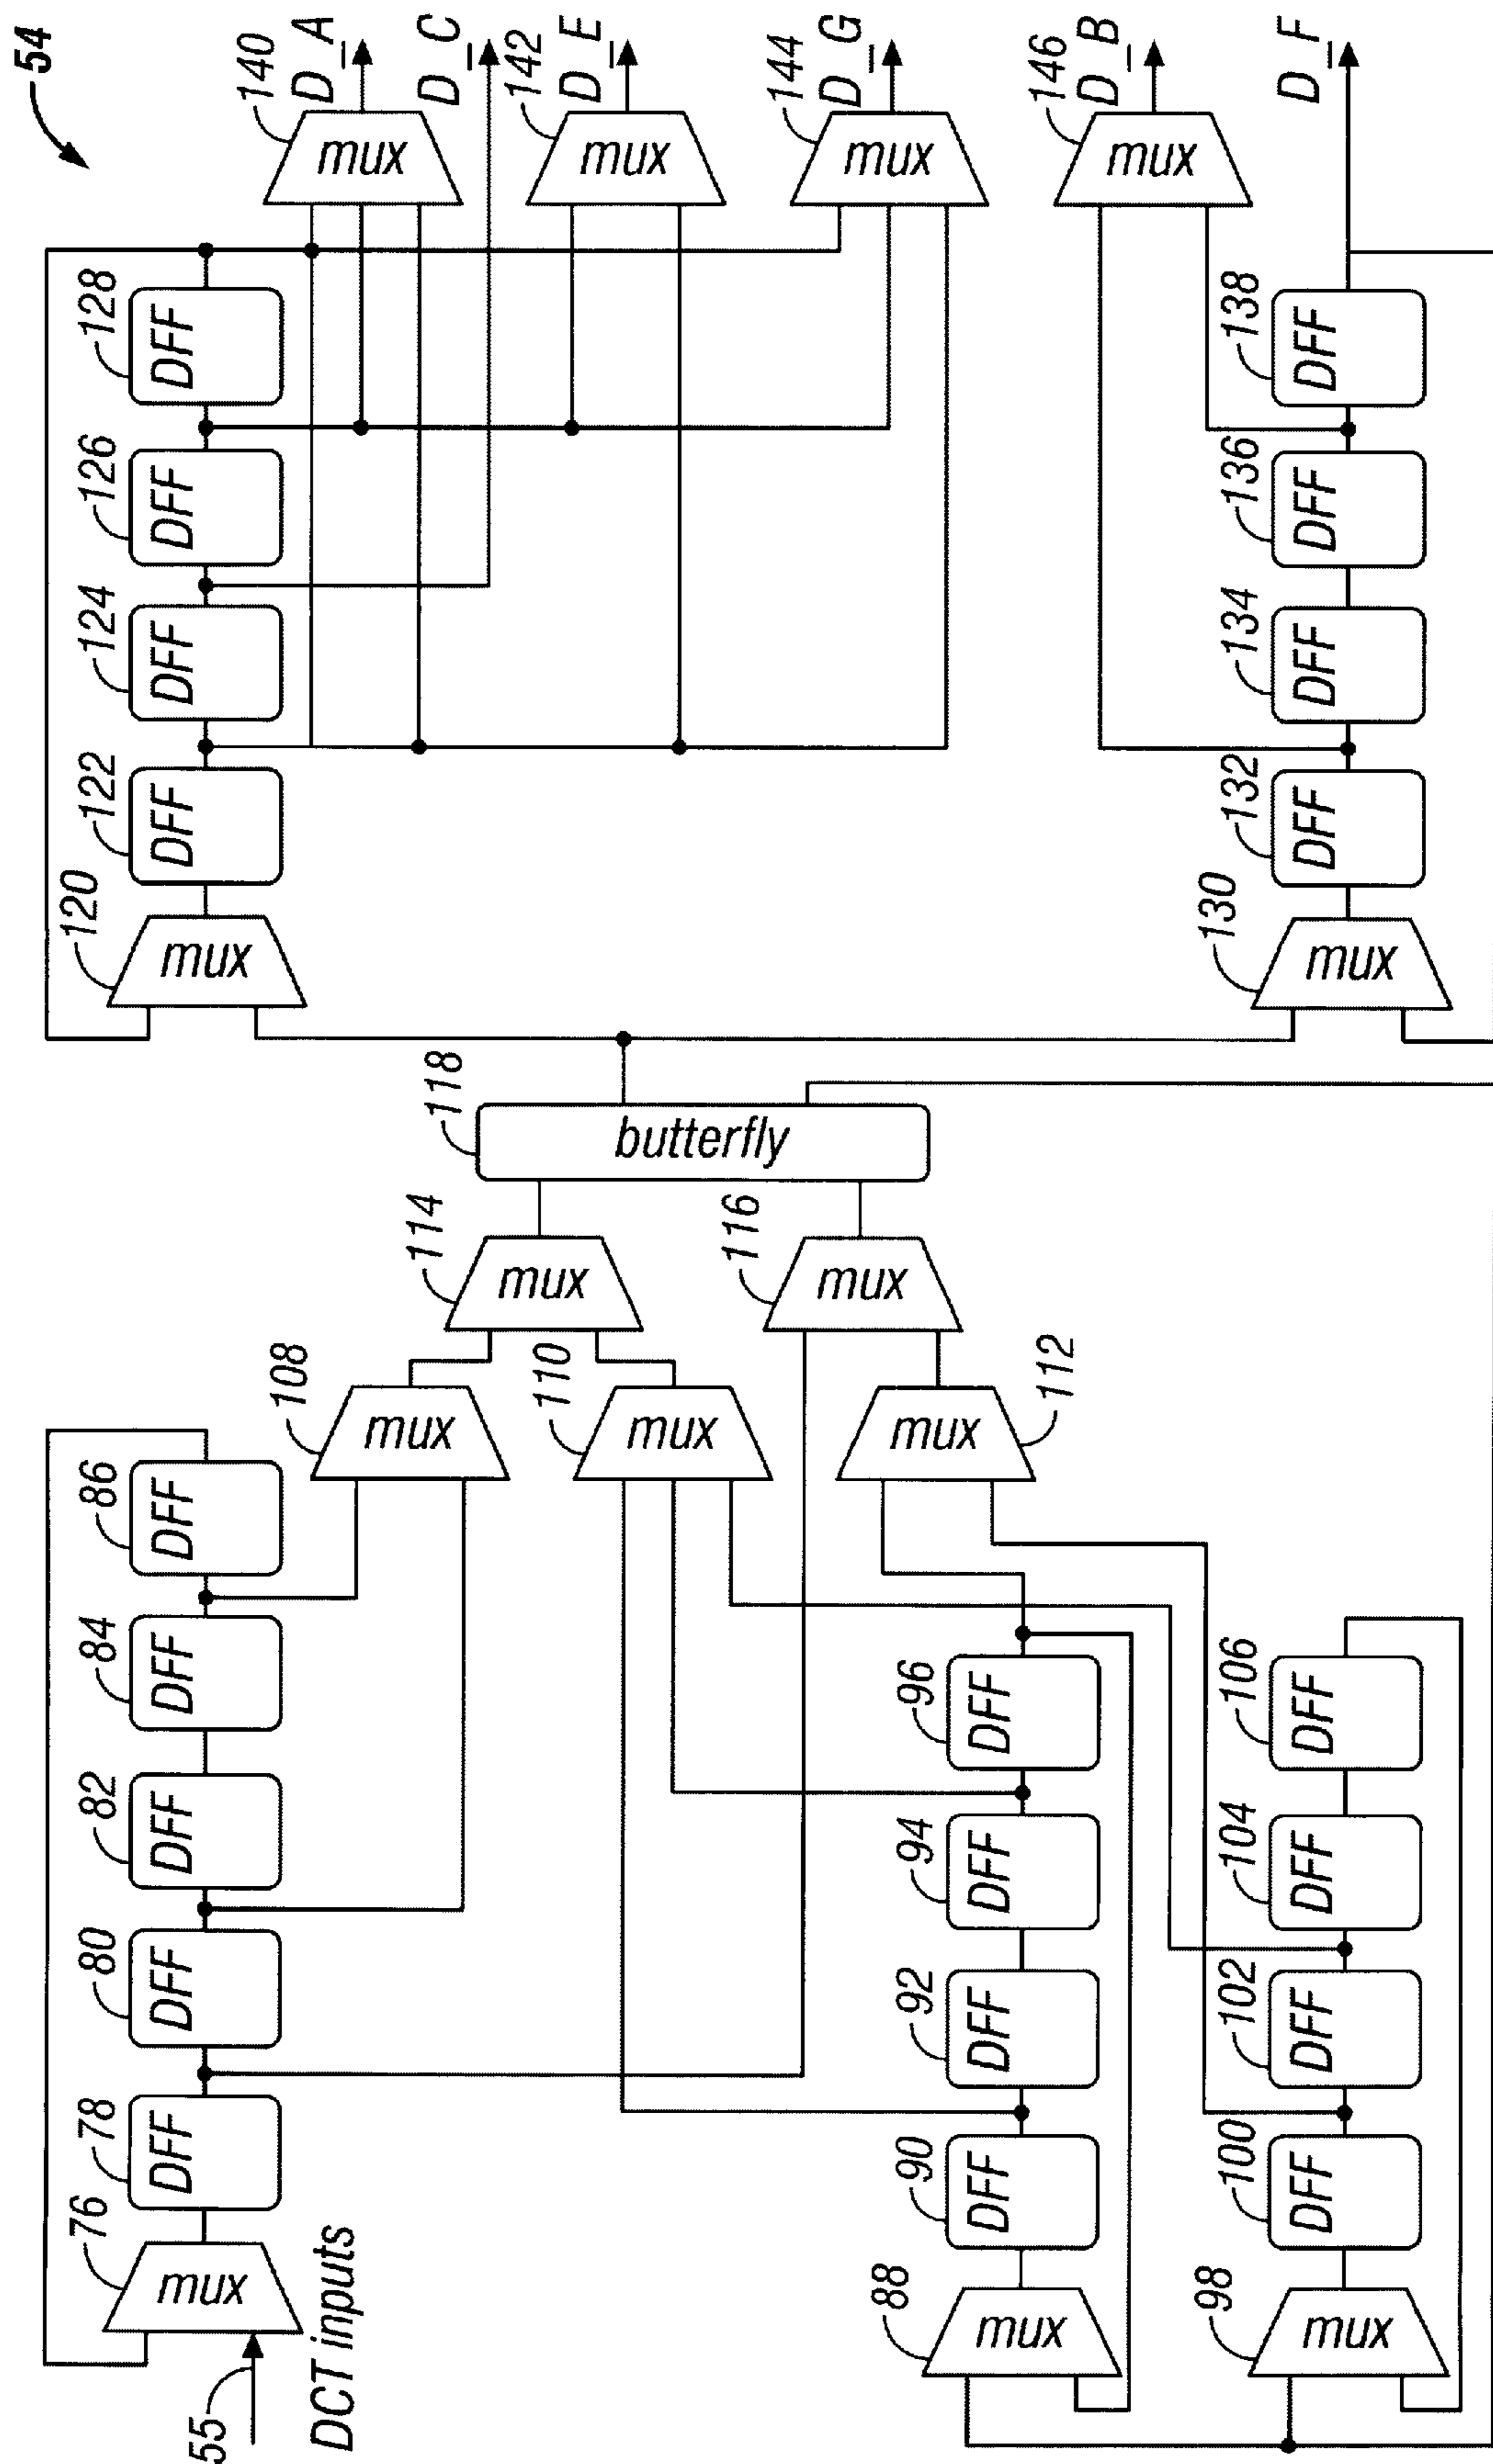 54
140
D_A
D_C
142
D_E
144
D_G
146
D_B
D_F
mux
mux
mux
mux
128
DFF
126
DFF
124
DFF
122
DFF
120
mux
138
DFF
136
DFF
134
DFF
132
DFF
130
mux
118
butterfly
114
mux
116
mux
108
mux
110
mux
112
mux
86
DFF
84
DFF
82
DFF
80
DFF
78
DFF
76
mux
55
DCT inputs
96
DFF
94
DFF
92
DFF
90
DFF
88
mux
106
DFF
104
DFF
102
DFF
100
DFF
98
mux